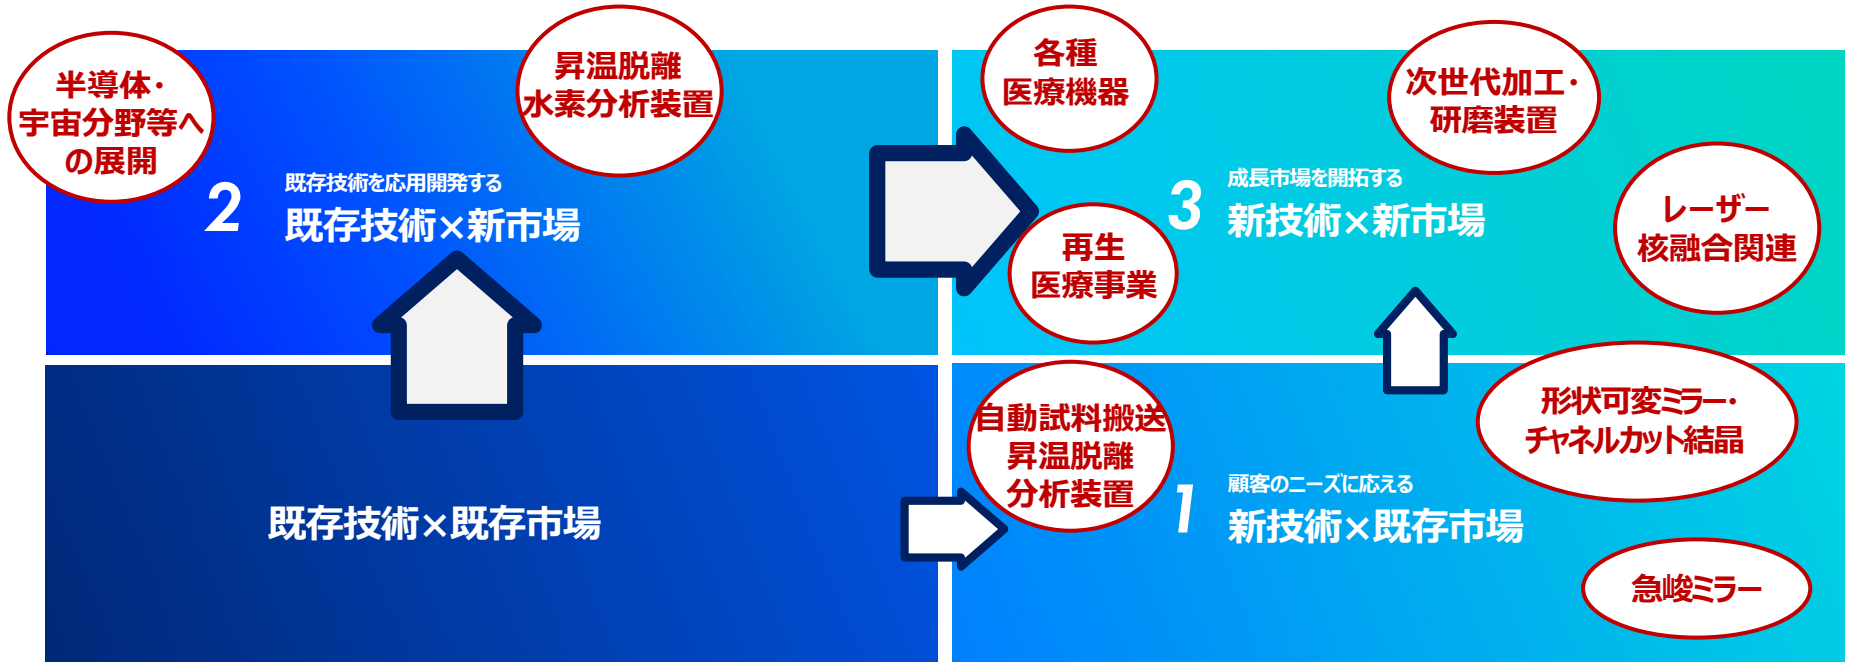 半導体・
宇宙分野等へ
の展開
昇温脱離
水素分析装置
2
既存技術を応用開発する
既存技術×新市場
各種
医療機器
次世代加工・
研磨装置
3
成長市場を開拓する
新技術×新市場
再生
医療事業
レーザー
核融合関連
既存技術×既存市場
自動試料搬送
昇温脱離
分析装置
1
顧客のニーズに応える
新技術×既存市場
形状可変ミラー・
チャネルカット結晶
急峻ミラー